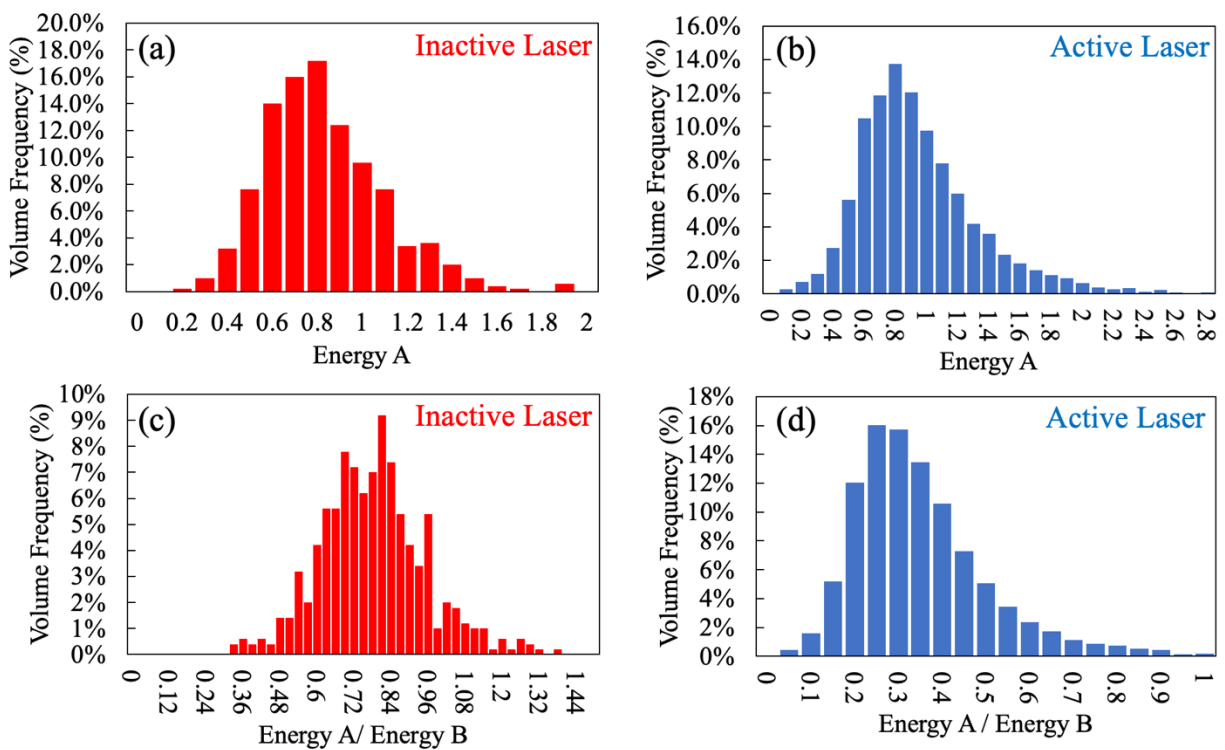 (a)
Inactive Laser
Volume Frequency (%)
20.0%
18.0%
16.0%
14.0%
12.0%
10.0%
8.0%
6.0%
4.0%
2.0%
0.0%
0 0.2 0.4 0.6 0.8 1 1.2 1.4 1.6 1.8 2
Energy A
(b)
Active Laser
Volume Frequency (%)
16.0%
14.0%
12.0%
10.0%
8.0%
6.0%
4.0%
2.0%
0.0%
0 0.2 0.4 0.6 0.8 1 1.2 1.4 1.6 1.8 2 2.2 2.4 2.6 2.8
Energy A
(c)
Inactive Laser
Volume Frequency (%)
10%
9%
8%
7%
6%
5%
4%
3%
2%
1%
0%
0 0.12 0.24 0.36 0.48 0.6 0.72 0.84 0.96 1.08 1.2 1.32 1.44
Energy A/ Energy B
(d)
Active Laser
Volume Frequency (%)
18%
16%
14%
12%
10%
8%
6%
4%
2%
0%
0 0.1 0.2 0.3 0.4 0.5 0.6 0.7 0.8 0.9 1
Energy A / Energy B